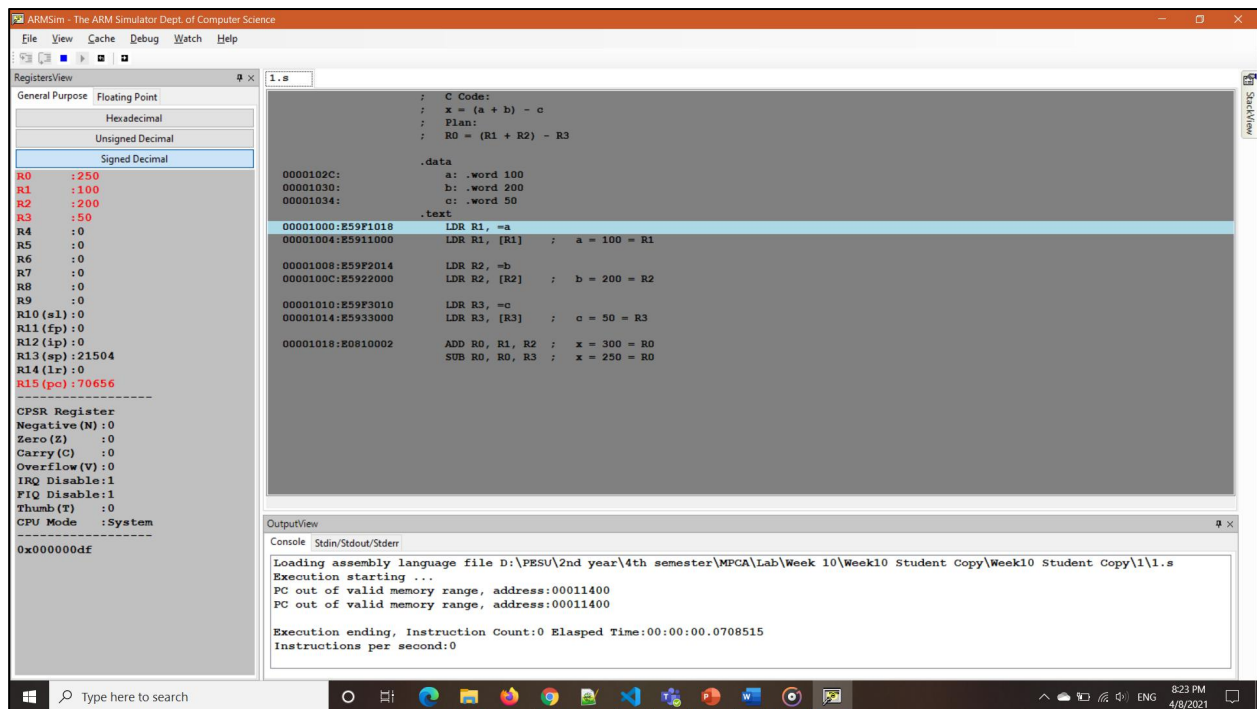 ARMSim - The ARM Simulator Dept. of Computer Science
File View Cache Debug Watch Help
RegistersView
General Purpose Floating Point
Hexadecimal
Unsigned Decimal
Signed Decimal
R0 :250
R1 :100
R2 :200
R3 :50
R4 :0
R5 :0
R6 :0
R7 :0
R8 :0
R9 :0
R10(sl):0
R11(fp):0
R12(ip):0
R13(sp):21504
R14(lr):0
R15(pc):70656
-------------------
CPSR Register
Negative(N):0
Zero(Z) :0
Carry(C) :0
Overflow(V):0
IRQ Disable:1
FIQ Disable:1
Thumb(T) :0
CPU Mode :System
-------------------
0x000000df
1.s
; C Code:
; x = (a + b) - c
; Plan:
; R0 = (R1 + R2) - R3
.data
0000102C: a: .word 100
00001030: b: .word 200
00001034: c: .word 50
.text
00001000:E59F1018 LDR R1, =a
00001004:E5911000 LDR R1, [R1] ; a = 100 = R1
00001008:E59F2014 LDR R2, =b
0000100C:E5922000 LDR R2, [R2] ; b = 200 = R2
00001010:E59F3010 LDR R3, =c
00001014:E5933000 LDR R3, [R3] ; c = 50 = R3
00001018:E0810002 ADD R0, R1, R2 ; x = 300 = R0
SUB R0, R0, R3 ; x = 250 = R0
StackView
OutputView
Console Stdin/Stdout/Stderr
Loading assembly language file D:\PESU\2nd year\4th semester\MPCA\Lab\Week 10\Week10 Student Copy\Week10 Student Copy\1\1.s
Execution starting ...
PC out of valid memory range, address:00011400
PC out of valid memory range, address:00011400
Execution ending, Instruction Count:0 Elasped Time:00:00:00.0708515
Instructions per second:0
Type here to search
ENG
8:23 PM
4/8/2021